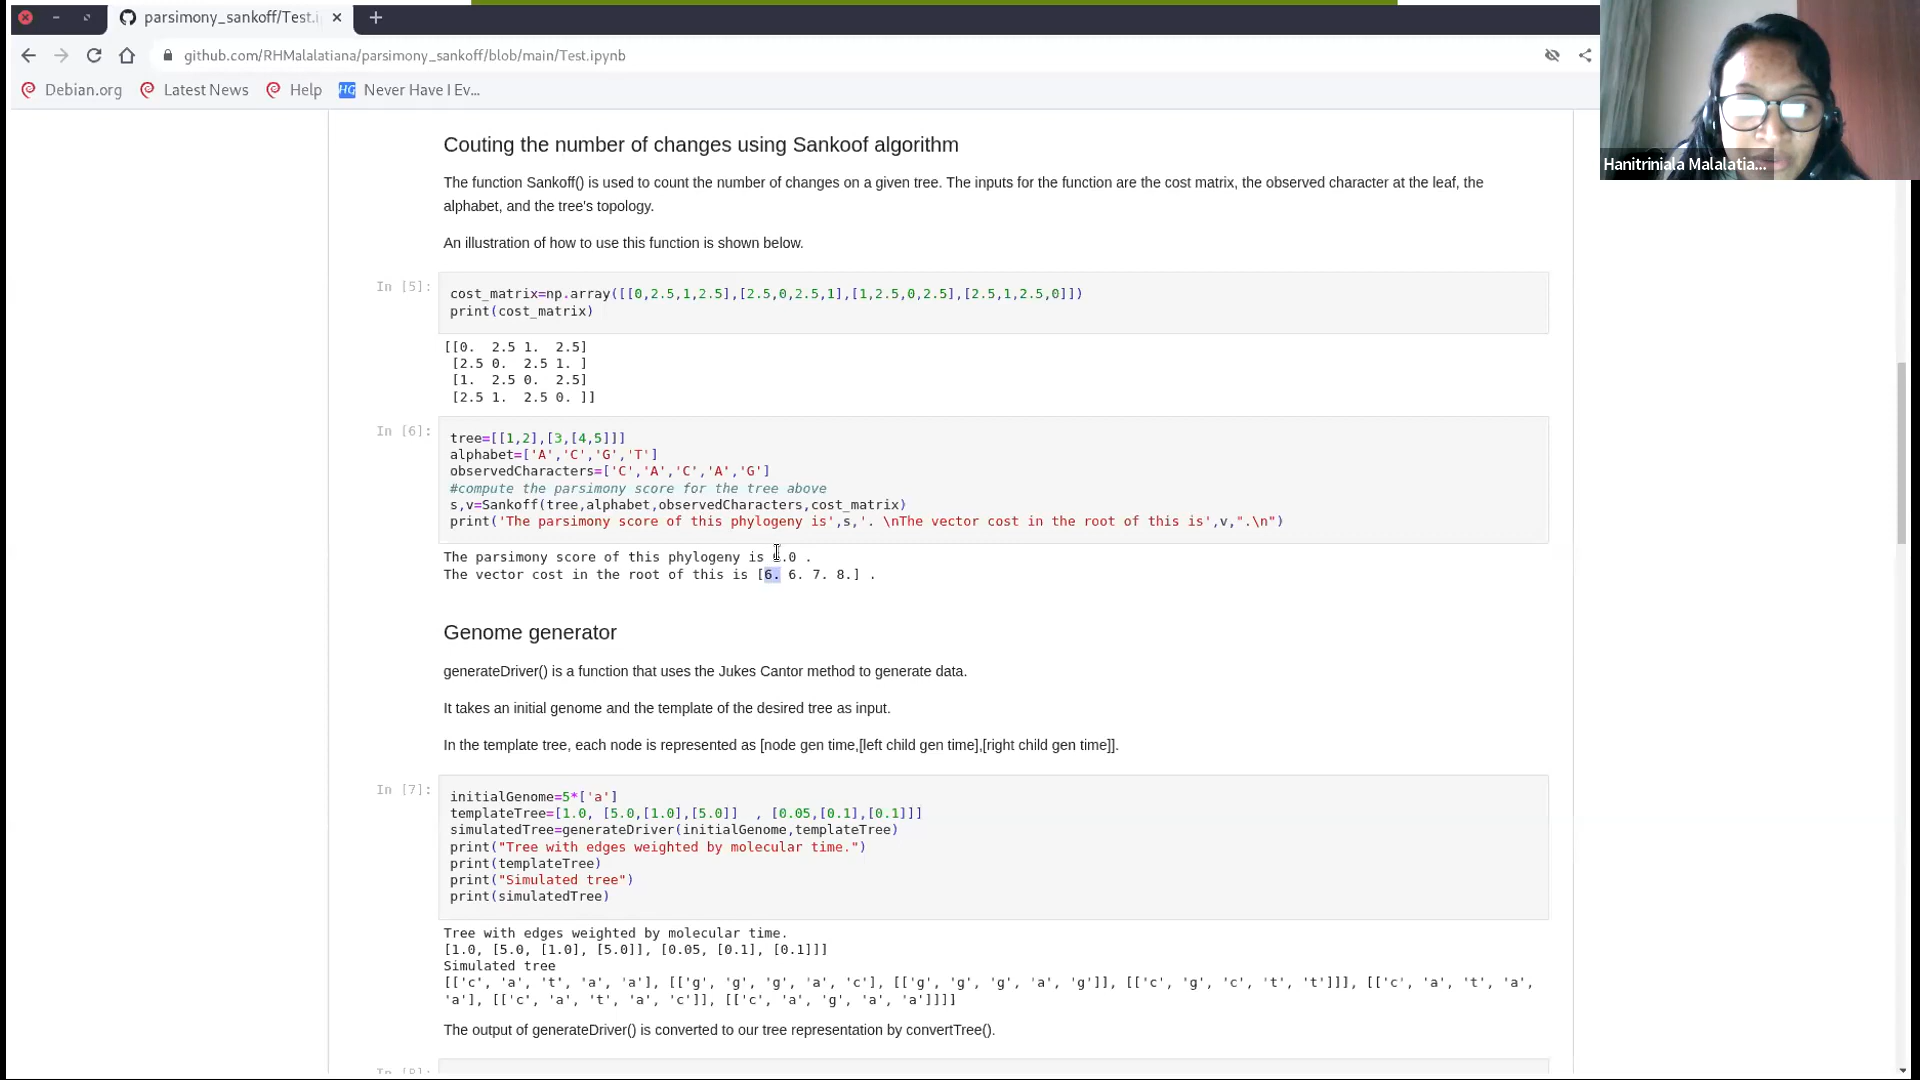 parsimony_sankoff/Test.i
github.com/RHMalalatiana/parsimony_sankoff/blob/main/Test.ipynb
Debian.org
Latest News
Help
HG
Never Have I Ev...
Hanitriniala Malalatia...
Couting the number of changes using Sankoof algorithm
The function Sankoff() is used to count the number of changes on a given tree. The inputs for the function are the cost matrix, the observed character at the leaf, the
alphabet, and the tree's topology.
An illustration of how to use this function is shown below.
In [5]:
cost_matrix=np.array([[0,2.5,1,2.5],[2.5,0,2.5,1],[1,2.5,0,2.5],[2.5,1,2.5,0]])
print(cost_matrix)
[[0.  2.5 1.  2.5]
[2.5 0.  2.5 1. ]
[1.  2.5 0.  2.5]
[2.5 1.  2.5 0. ]]
In [6]:
tree=[[1,2],[3,[4,5]]]
alphabet=['A','C','G','T']
observedCharacters=['C','A','C','A','G']
#compute the parsimony score for the tree above
s,v=Sankoff(tree,alphabet,observedCharacters,cost_matrix)
print('The parsimony score of this phylogeny is',s,'. \nThe vector cost in the root of this is',v,".\n")
The parsimony score of this phylogeny is .0 .
The vector cost in the root of this is [6. 6. 7. 8.] .
Genome generator
generateDriver() is a function that uses the Jukes Cantor method to generate data.
It takes an initial genome and the template of the desired tree as input.
In the template tree, each node is represented as [node gen time,[left child gen time],[right child gen time]].
In [7]:
initialGenome=5*['a']
templateTree=[1.0, [5.0,[1.0],[5.0]]  , [0.05,[0.1],[0.1]]]
simulatedTree=generateDriver(initialGenome,templateTree)
print("Tree with edges weighted by molecular time.")
print(templateTree)
print("Simulated tree")
print(simulatedTree)
Tree with edges weighted by molecular time.
[1.0, [5.0, [1.0], [5.0]], [0.05, [0.1], [0.1]]]
Simulated tree
[['c', 'a', 't', 'a', 'a'], [['g', 'g', 'g', 'a', 'c'], [['g', 'g', 'g', 'a', 'g']], [['c', 'g', 'c', 't', 't']]], [['c', 'a', 't', 'a',
'a'], [['c', 'a', 't', 'a', 'c']], [['c', 'a', 'g', 'a', 'a']]]]
The output of generateDriver() is converted to our tree representation by convertTree().